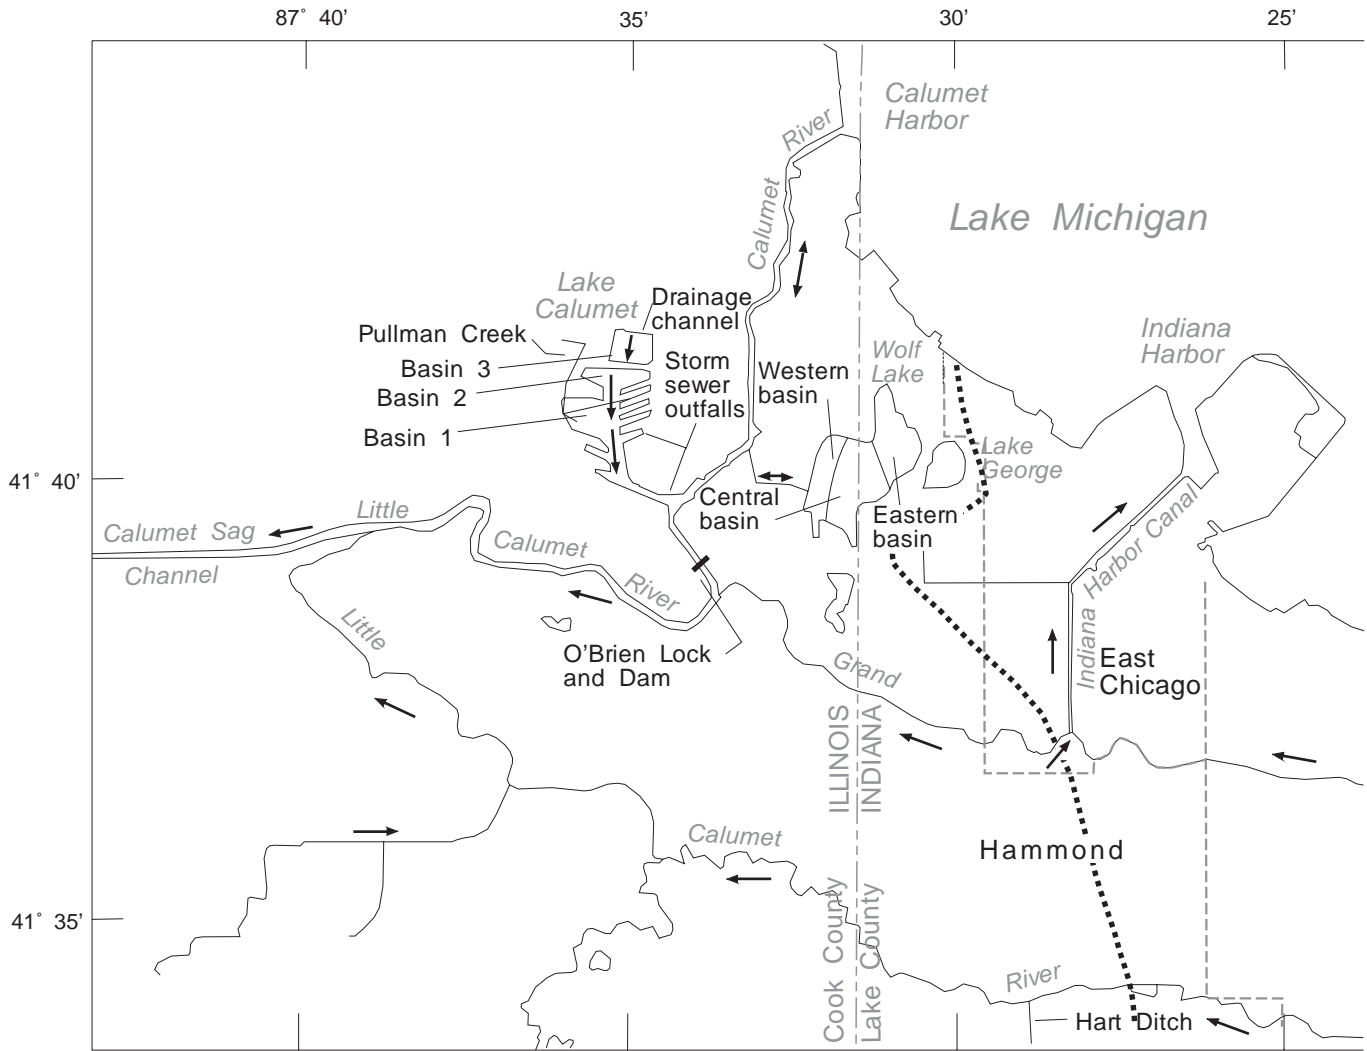 87° 40'
35'
30'
25'
Calumet
Harbor
River
Calumet
Lake Michigan
Lake
Calumet
Drainage
channel
Pullman Creek
Basin 3
Basin 2
Basin 1
Storm
sewer
outfalls
Western
basin
Wolf
Lake
Indiana
Harbor
Lake
George
41° 40'
Central
basin
Eastern
basin
Little
Calumet Sag
Channel
Calumet
River
Little
Indiana
Harbor Canal
O'Brien Lock
and Dam
Grand
East
Chicago
ILLINOIS
INDIANA
Calumet
Hammond
41° 35'
Cook County
Lake County
River
Hart Ditch